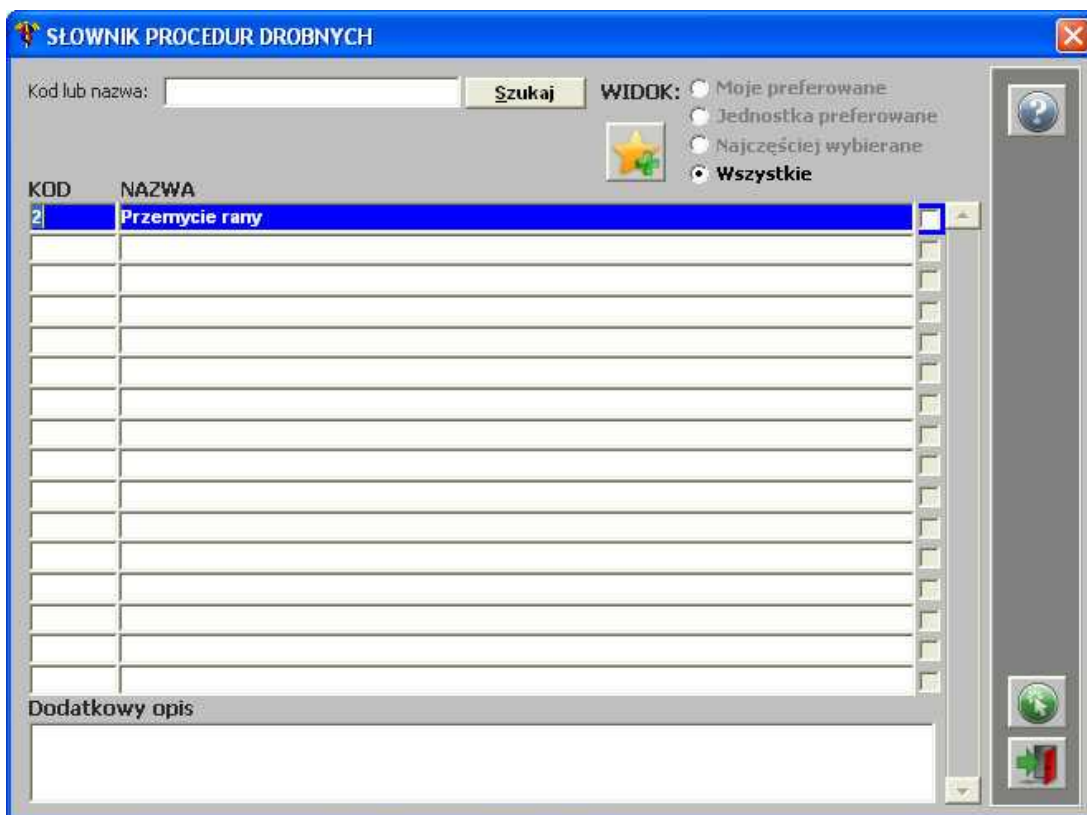 SŁOWNIK PROCEDUR DROBNYCH
Kod lub nazwa:
Szukaj
WIDOK:
Moje preferowane
Jednostka preferowane
Najczęściej wybierane
Wszystkie
KOD NAZWA
2 Przemycie rany
Dodatkowy opis